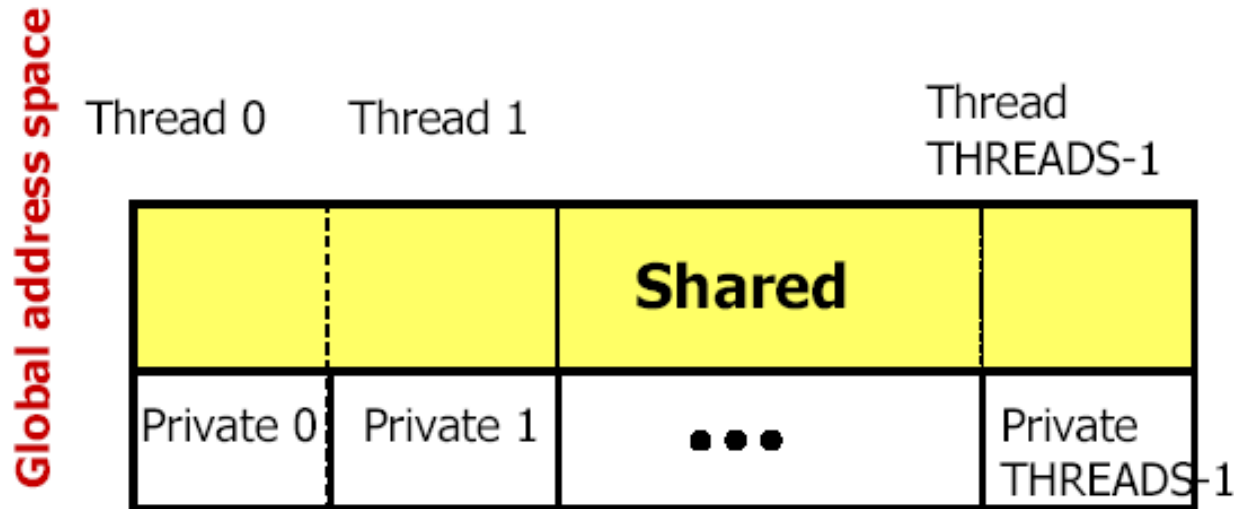 Global address space
Thread 0
Thread 1
Thread
THREADS-1
Shared
Private 0
Private 1
•••
Private
THREADS-1